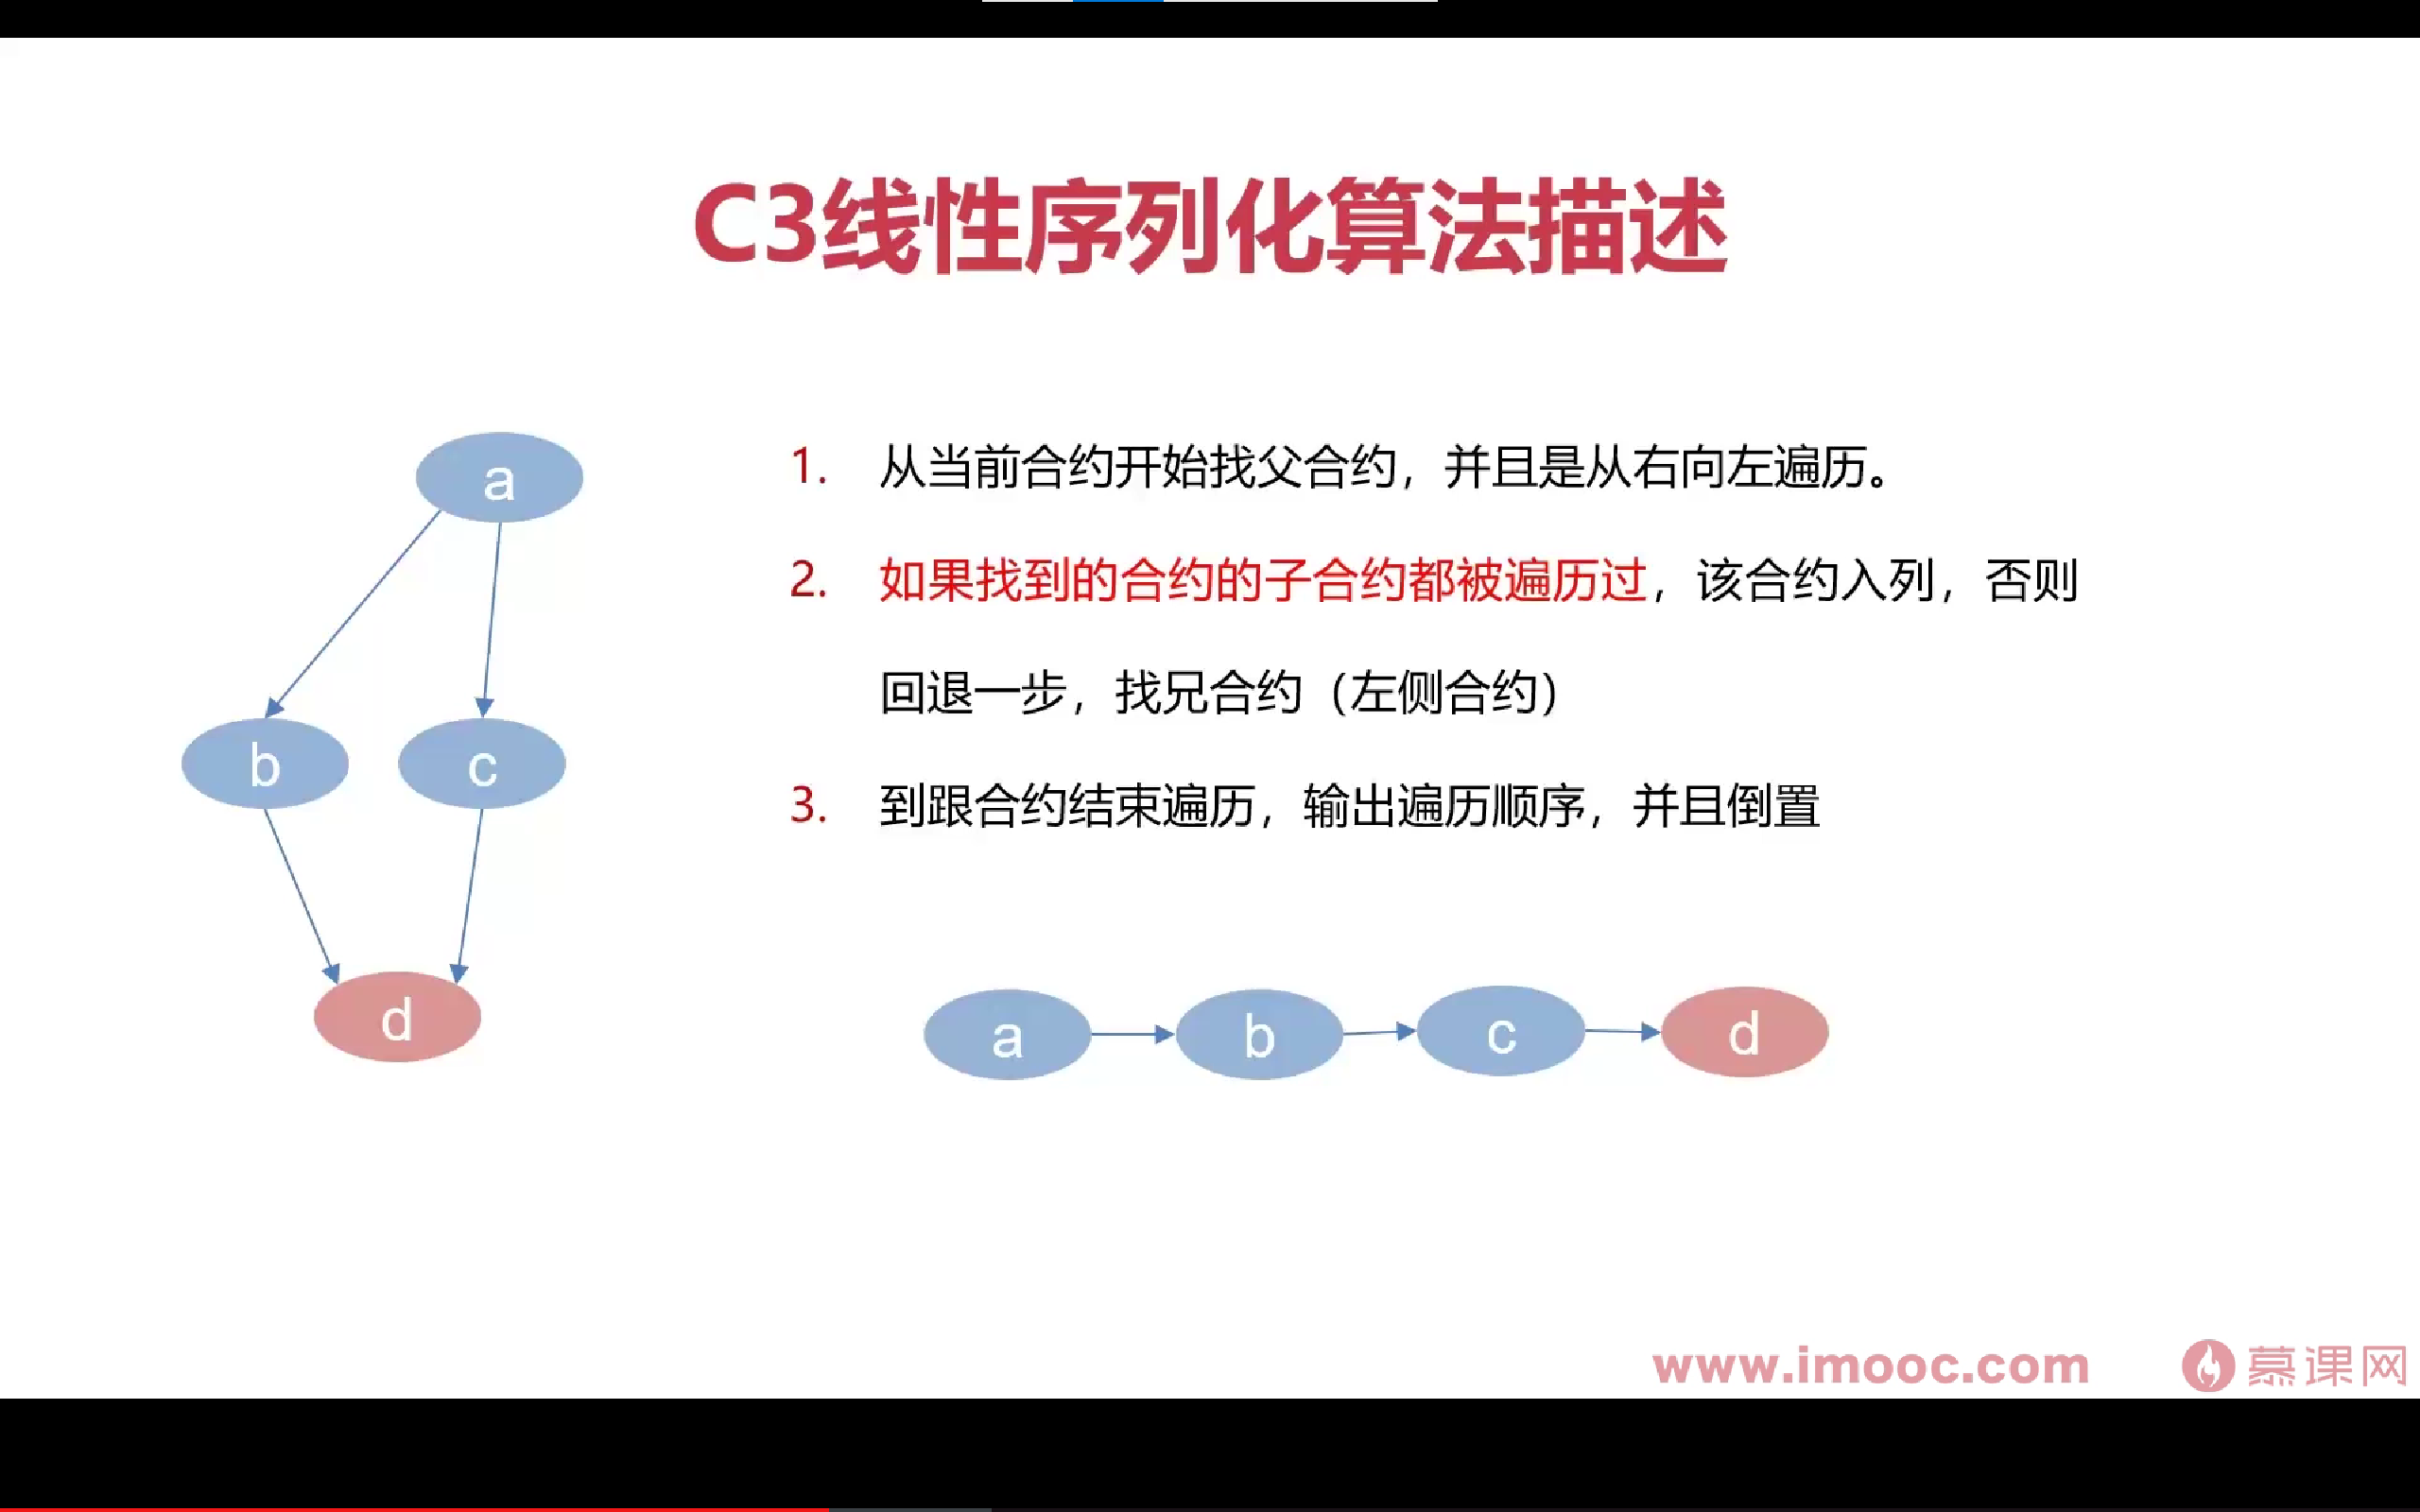 C3线性序列化算法描述
1. 从当前合约开始找父合约，并且是从右向左遍历。
2. 如果找到的合约的子合约都被遍历过，该合约入列，否则
回退一步，找兄合约（左侧合约）
3. 到跟合约结束遍历，输出遍历顺序，并且倒置
a
b c
d
a b c d
www.imooc.com 慕课网